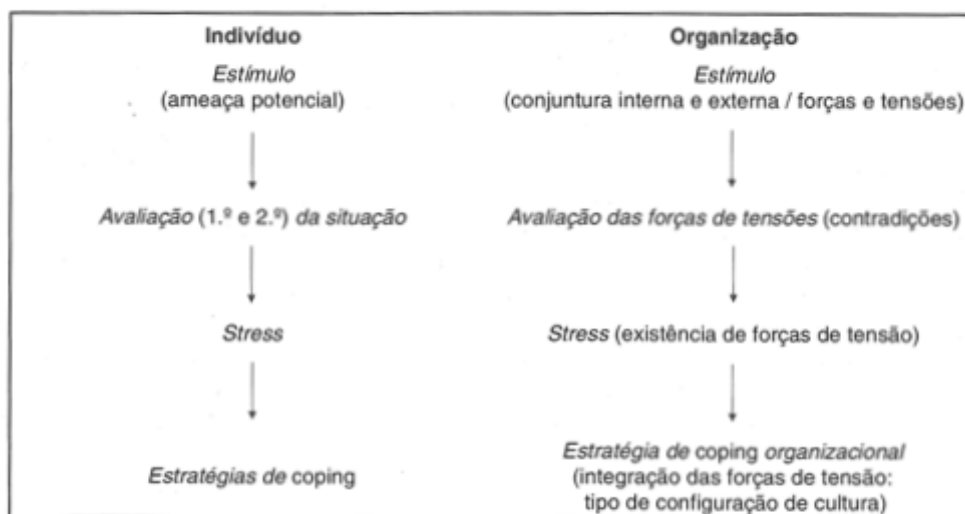 Indivíduo
Estímulo
(ameaça potencial)
Avaliação (1.º e 2.º) da situação
Stress
Estratégias de coping
Organização
Estímulo
(conjuntura interna e externa / forças e tensões)
Avaliação das forças de tensões (contradições)
Stress (existência de forças de tensão)
Estratégia de coping organizacional
(integração das forças de tensão:
tipo de configuração de cultura)